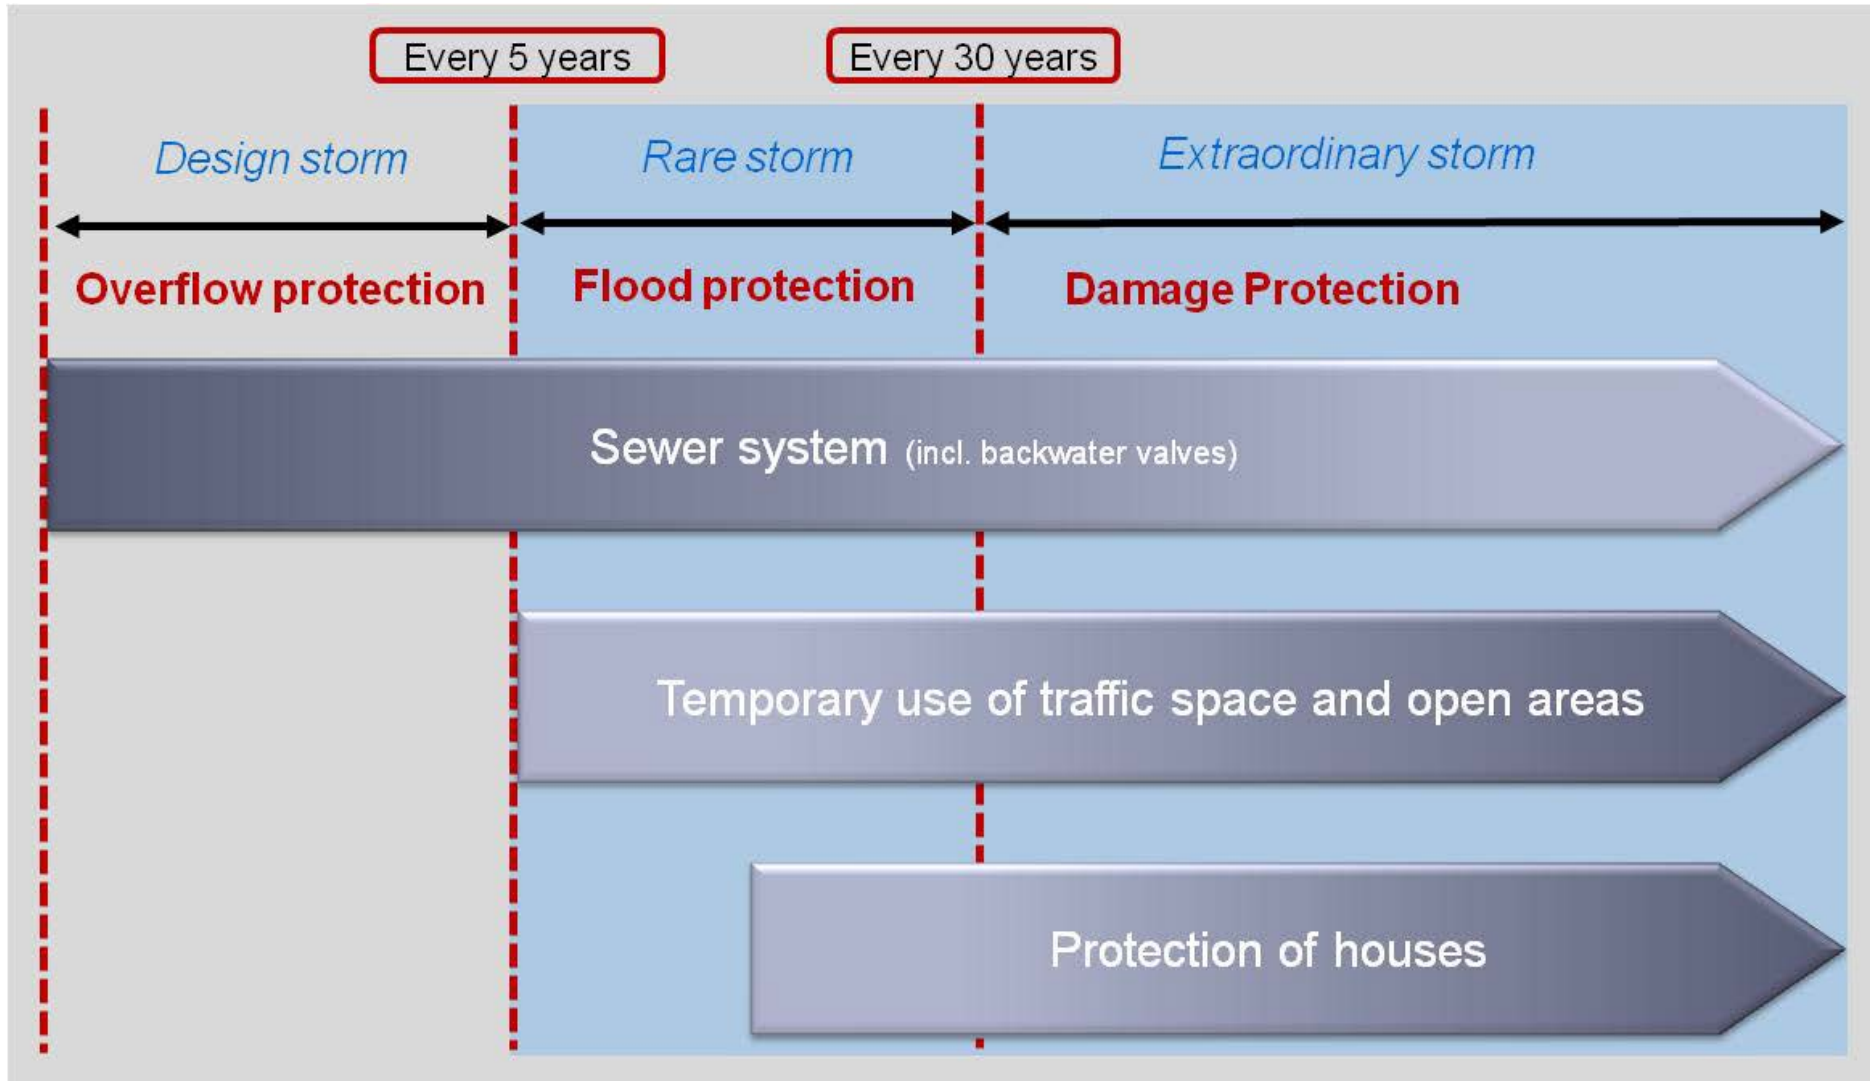 Every 5 years
Every 30 years
Design storm
Rare storm
Extraordinary storm
Overflow protection
Flood protection
Damage Protection
Sewer system (incl. backwater valves)
Temporary use of traffic space and open areas
Protection of houses